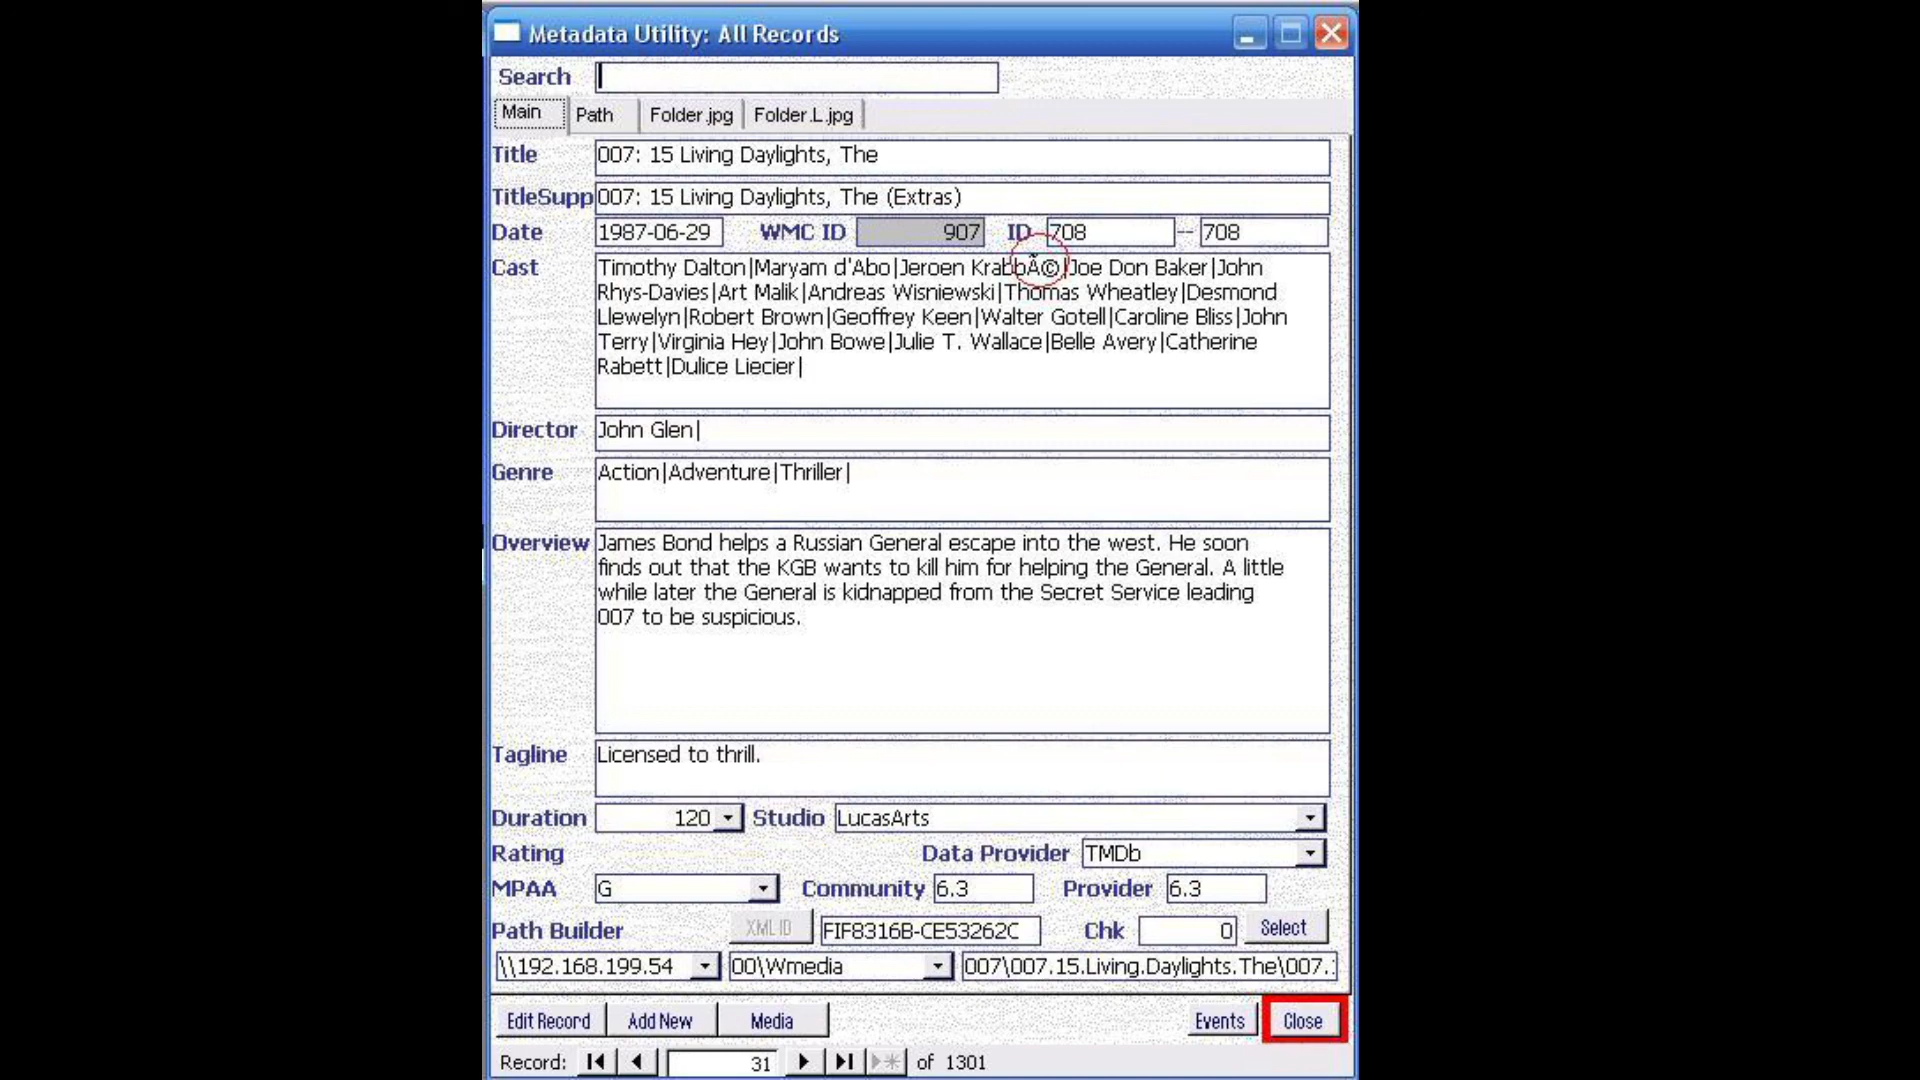 Metadata Utility: All Records
Search
Main Path Folder.jpg Folder.L.jpg
Title 007: 15 Living Daylights, The
TitleSupp 007: 15 Living Daylights, The (Extras)
Date 1987-06-29 WMC ID 907 ID 708 -- 708
Cast Timothy Dalton|Maryam d'Abo|Jeroen KrabbÃ©|Joe Don Baker|John
Rhys-Davies|Art Malik|Andreas Wisniewski|Thomas Wheatley|Desmond
Llewelyn|Robert Brown|Geoffrey Keen|Walter Gotell|Caroline Bliss|John
Terry|Virginia Hey|John Bowe|Julie T. Wallace|Belle Avery|Catherine
Rabett|Dulice Liecier|
Director John Glen|
Genre Action|Adventure|Thriller|
Overview James Bond helps a Russian General escape into the west. He soon
finds out that the KGB wants to kill him for helping the General. A little
while later the General is kidnapped from the Secret Service leading
007 to be suspicious.
Tagline Licensed to thrill.
Duration 120 Studio LucasArts
Rating Data Provider TMDb
MPAA G Community 6.3 Provider 6.3
Path Builder XML ID FIF8316B-CE53262C Chk 0 Select
\\192.168.199.54 00\Wmedia 007\007.15.Living.Daylights.The\007.
Edit Record Add New Media Events Close
Record: 31 of 1301